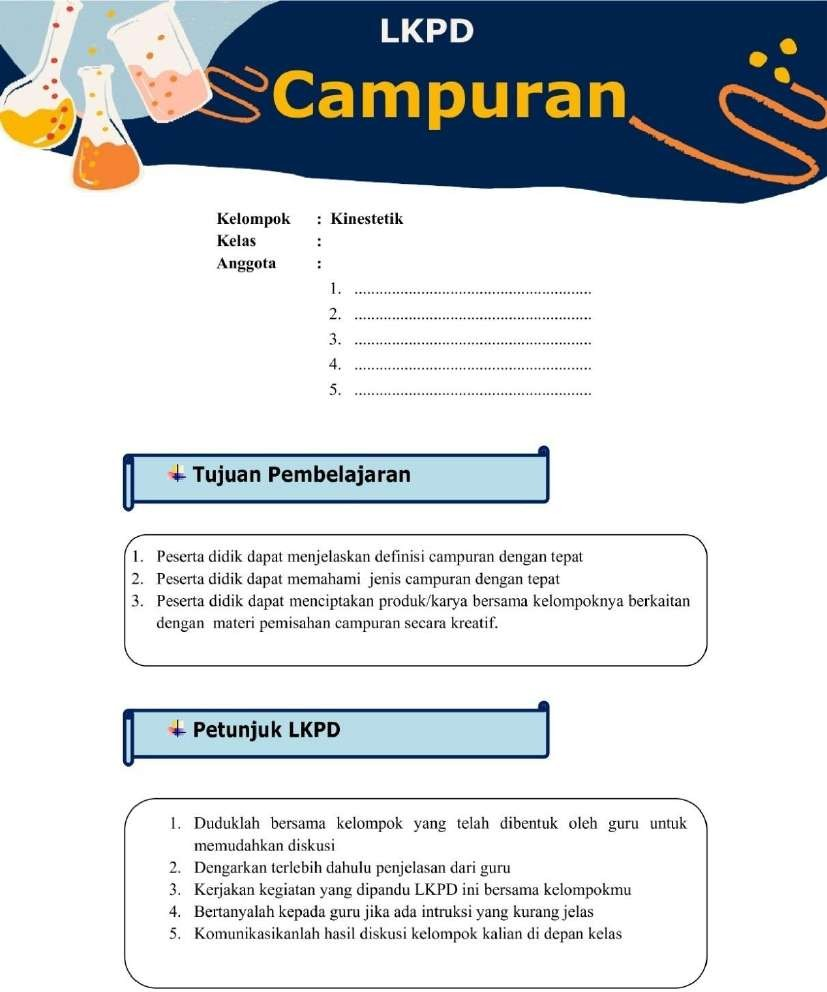 LKPD
Campuran
Kelompok : Kinestetik
Kelas :
Anggota :
1. ........................................................
2. ........................................................
3. ........................................................
4. ........................................................
5. ........................................................
Tujuan Pembelajaran
1. Peserta didik dapat menjelaskan definisi campuran dengan tepat
2. Peserta didik dapat memahami jenis campuran dengan tepat
3. Peserta didik dapat menciptakan produk/karya bersama kelompoknya berkaitan
dengan materi pemisahan campuran secara kreatif.
Petunjuk LKPD
1. Duduklah bersama kelompok yang telah dibentuk oleh guru untuk
memudahkan diskusi
2. Dengarkan terlebih dahulu penjelasan dari guru
3. Kerjakan kegiatan yang dipandu LKPD ini bersama kelompokmu
4. Bertanyalah kepada guru jika ada intruksi yang kurang jelas
5. Komunikasikanlah hasil diskusi kelompok kalian di depan kelas